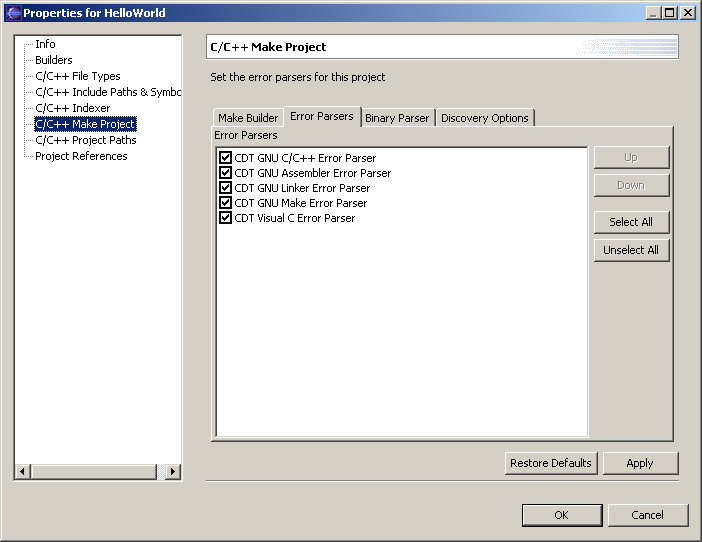 Properties for HelloWorld
Info
Builders
C/C++ File Types
C/C++ Include Paths & Symbo
C/C++ Indexer
C/C++ Make Project
C/C++ Project Paths
Project References
C/C++ Make Project
Set the error parsers for this project
Make Builder Error Parsers Binary Parser Discovery Options
Error Parsers
CDT GNU C/C++ Error Parser
CDT GNU Assembler Error Parser
CDT GNU Linker Error Parser
CDT GNU Make Error Parser
CDT Visual C Error Parser
Up
Down
Select All
Unselect All
Restore Defaults Apply
OK Cancel